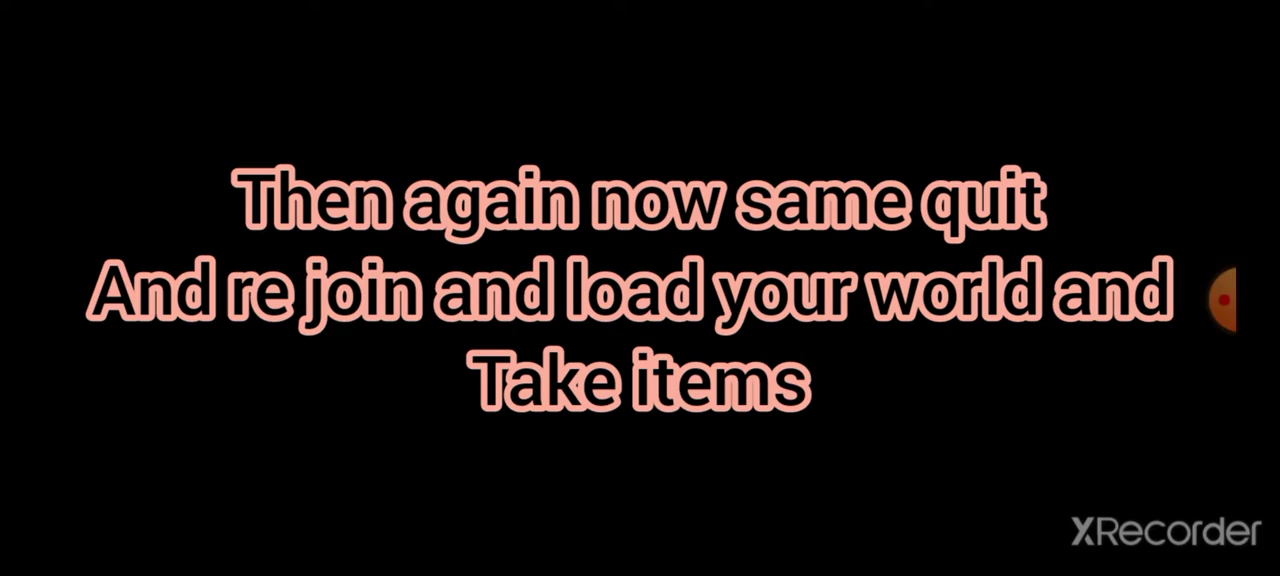 Then again now same quit
And re join and load your world and
Take items
XRecorder